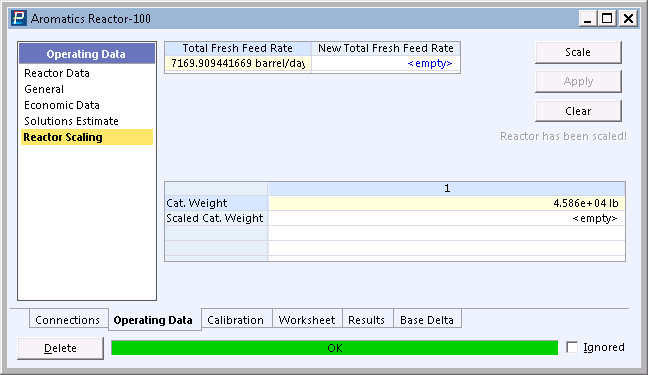 Aromatics Reactor-100
Operating Data
Reactor Data
General
Economic Data
Solutions Estimate
Reactor Scaling
Total Fresh Feed Rate New Total Fresh Feed Rate
7169.909441669 barrel/day <empty>
Scale
Apply
Clear
Reactor has been scaled!
1
Cat. Weight 4.586e+04 lb
Scaled Cat. Weight <empty>
Connections Operating Data Calibration Worksheet Results Base Delta
Delete OK Ignored